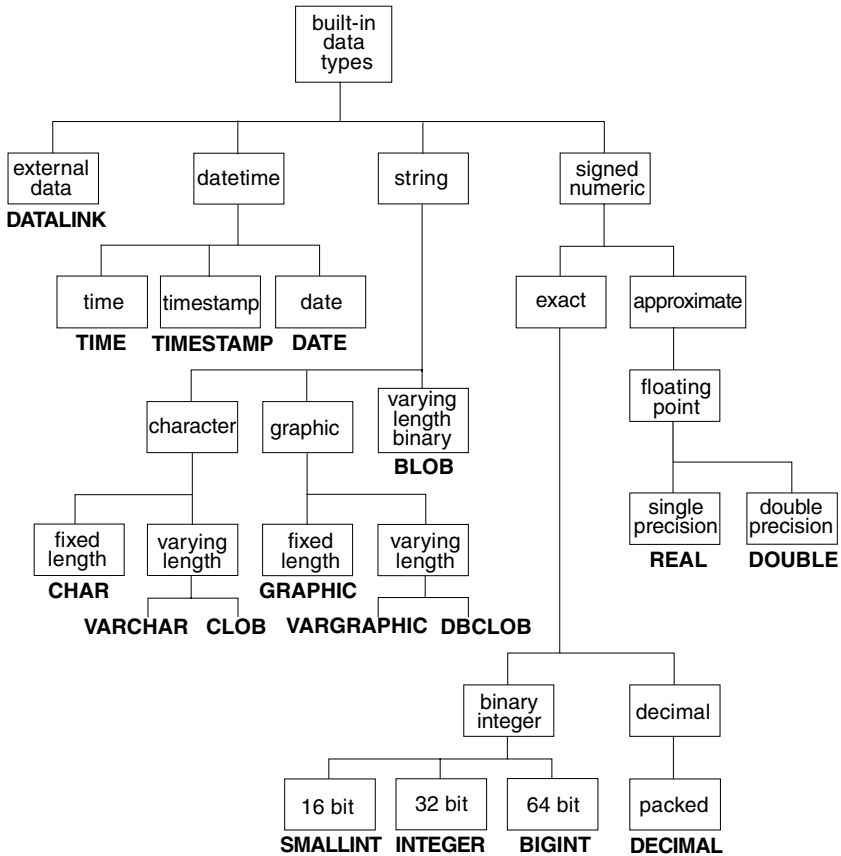 built-in
data
types
external
data
DATALINK
datetime
string
signed
numeric
time
TIME
timestamp
TIMESTAMP
date
DATE
exact
approximate
character
graphic
varying
length
binary
BLOB
floating
point
fixed
length
CHAR
varying
length
VARCHAR CLOB
fixed
length
GRAPHIC
varying
length
VARGRAPHIC DBCLOB
single
precision
REAL
double
precision
DOUBLE
binary
integer
decimal
16 bit
SMALLINT
32 bit
INTEGER
64 bit
BIGINT
packed
DECIMAL